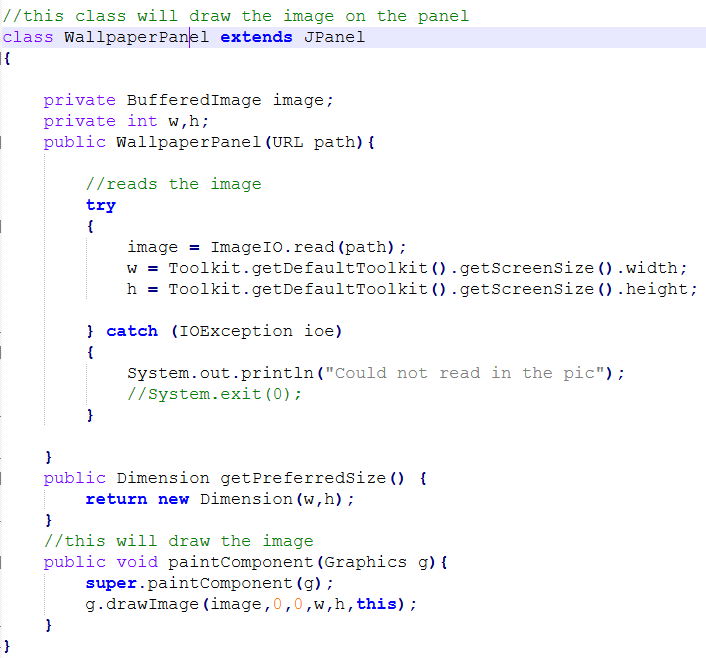 //this class will draw the image on the panel
class WallpaperPanel extends JPanel
{
private BufferedImage image;
private int w,h;
public WallpaperPanel(URL path){
//reads the image
try
{
image = ImageIO.read(path);
w = Toolkit.getDefaultToolkit().getScreenSize().width;
h = Toolkit.getDefaultToolkit().getScreenSize().height;
} catch (IOException ioe)
{
System.out.println("Could not read in the pic");
//System.exit(0);
}
}
public Dimension getPreferredSize() {
return new Dimension(w,h);
}
//this will draw the image
public void paintComponent(Graphics g){
super.paintComponent(g);
g.drawImage(image,0,0,w,h,this);
}
}